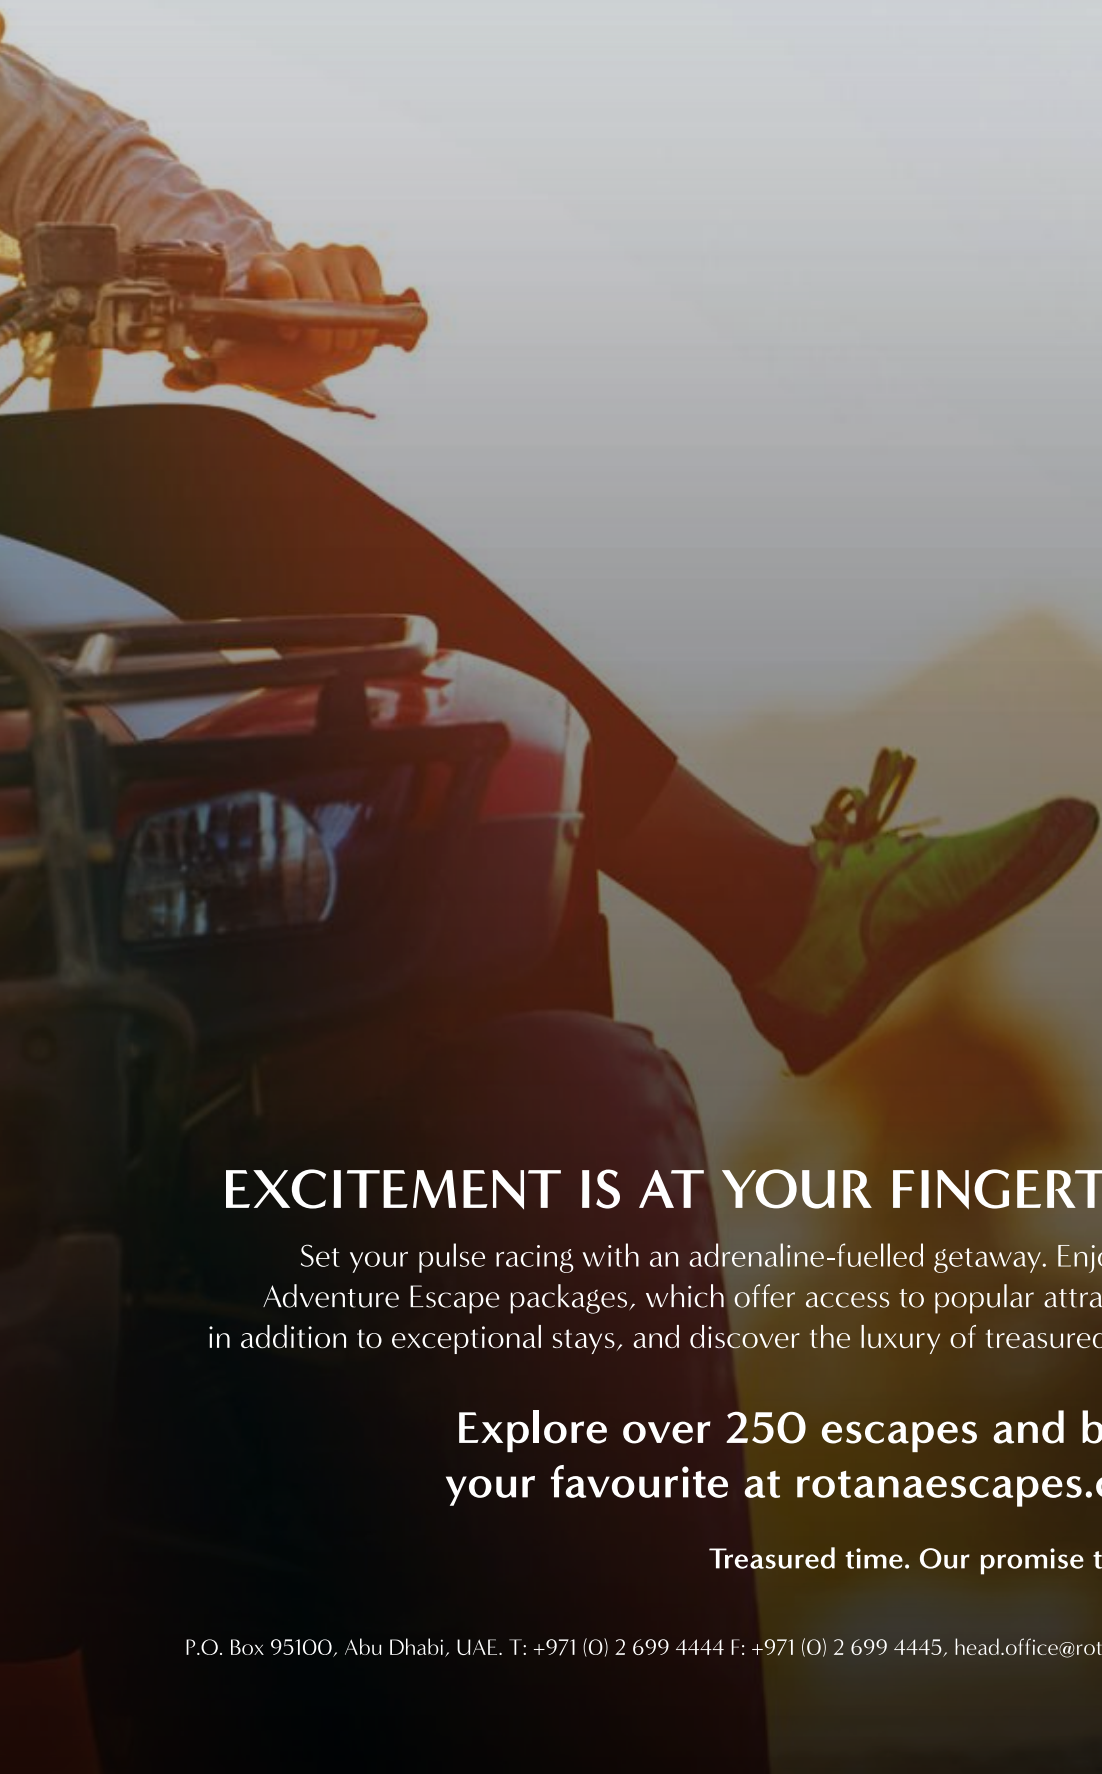 EXCITEMENT IS AT YOUR FINGERT
Set your pulse racing with an adrenaline-fuelled getaway. Enjo
Adventure Escape packages, which offer access to popular attra
in addition to exceptional stays, and discover the luxury of treasured
Explore over 250 escapes and b
your favourite at rotanaescapes.c
Treasured time. Our promise t
P.O. Box 95100, Abu Dhabi, UAE. T: +971 (0) 2 699 4444 F: +971 (0) 2 699 4445, head.office@rot